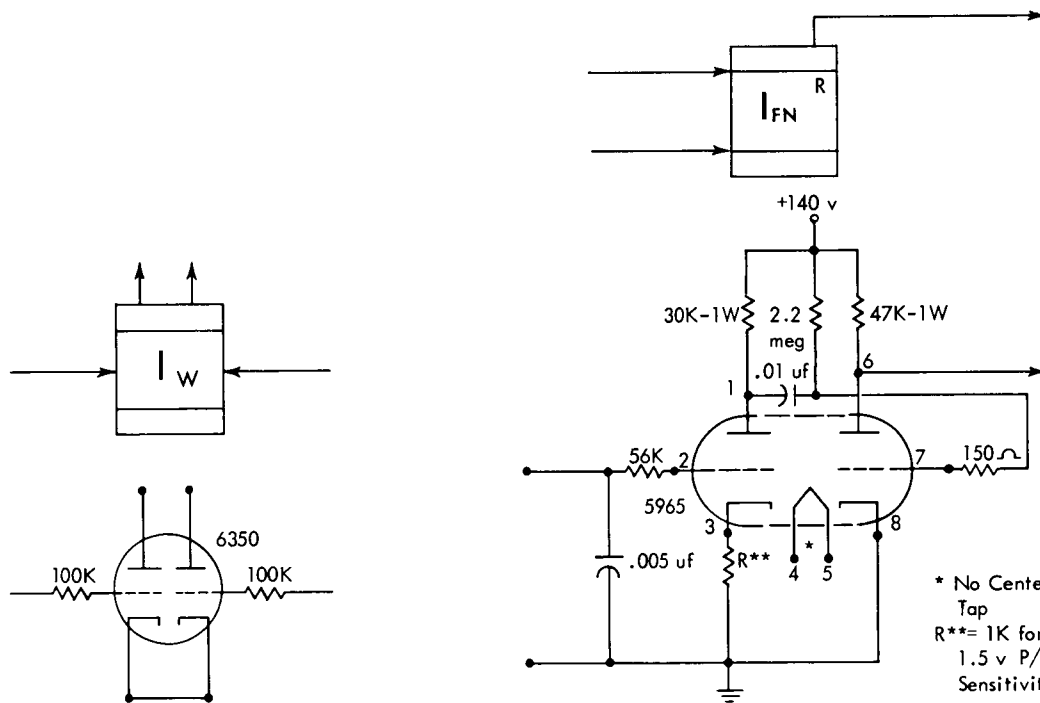 R
I FN
+140 v
30K-1W
2.2
meg
47K-1W
6
.01 uf
1
I W
56K
2
7
150
5965
3
8
6350
R**
*
4
5
.005 uf
100K
100K
* No Cente
Tap
R**= 1K for
1.5 v P/
Sensitivit